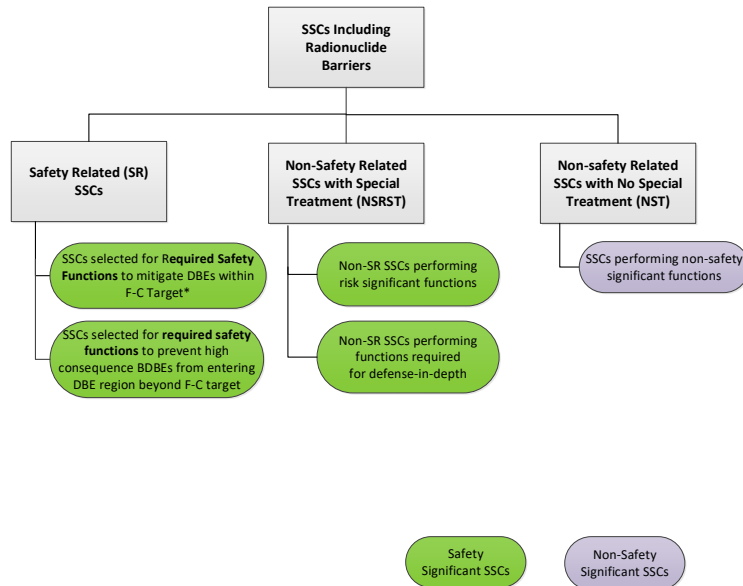 SSCs Including
Radionuclide
Barriers
Safety Related (SR)
SSCs
Non-Safety Related
SSCs with Special
Treatment (NSRST)
Non-safety Related
SSCs with No Special
Treatment (NST)
SSCs selected for Required Safety
Functions to mitigate DBEs within
F-C Target*
SSCs selected for required safety
functions to prevent high
consequence BDBEs from entering
DBE region beyond F-C target
Non-SR SSCs performing
risk significant functions
Non-SR SSCs performing
functions required
for defense-in-depth
SSCs performing non-safety
significant functions
Safety
Significant SSCs
Non-Safety
Significant SSCs